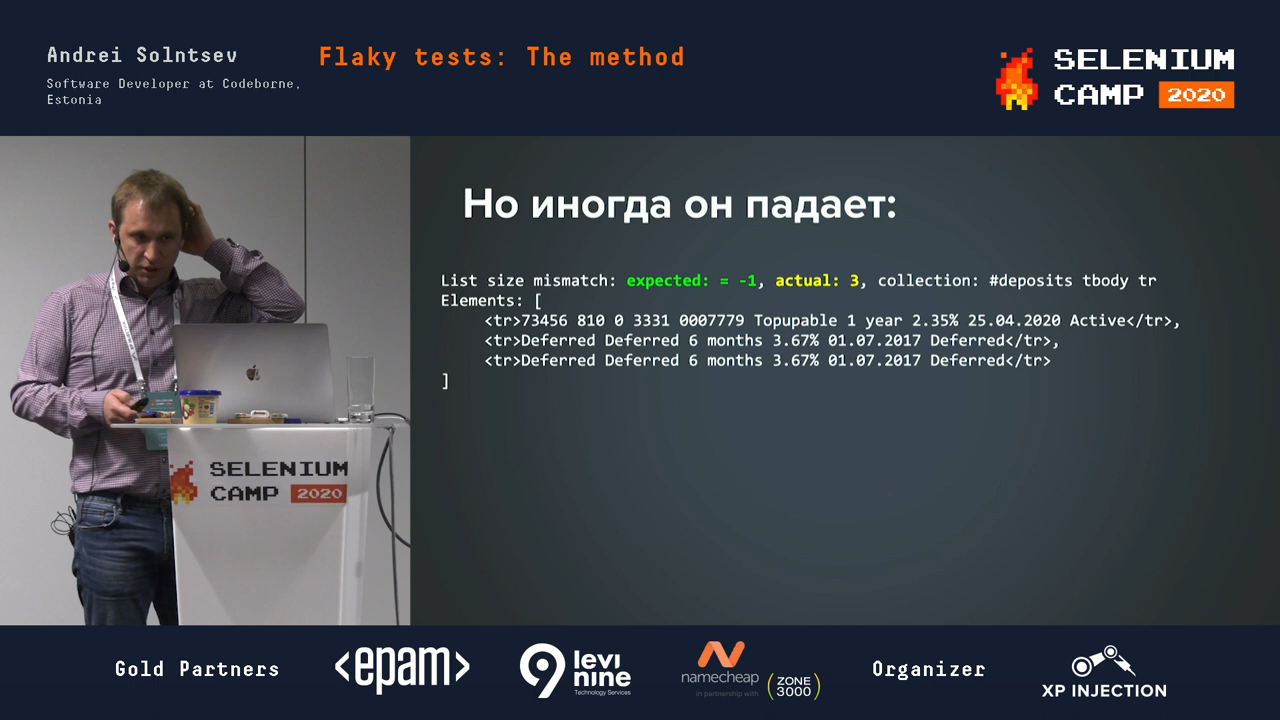 Andrei Solntsev
Software Developer at Codeborne,
Estonia
Flaky tests: The method
SELENIUM
CAMP 2020
Но иногда он падает:
List size mismatch: expected: = -1, actual: 3, collection: #deposits tbody tr
Elements: [
<tr>73456 810 0 3331 0007779 Topupable 1 year 2.35% 25.04.2020 Active</tr>,
<tr>Deferred Deferred 6 months 3.67% 01.07.2017 Deferred</tr>,
<tr>Deferred Deferred 6 months 3.67% 01.07.2017 Deferred</tr>
]
SELENIUM
CAMP 2020
Gold Partners
<epam>
9 levi
nine
Technology Services
namecheap
in partnership with
ZONE
3000
Organizer
XP INJECTION